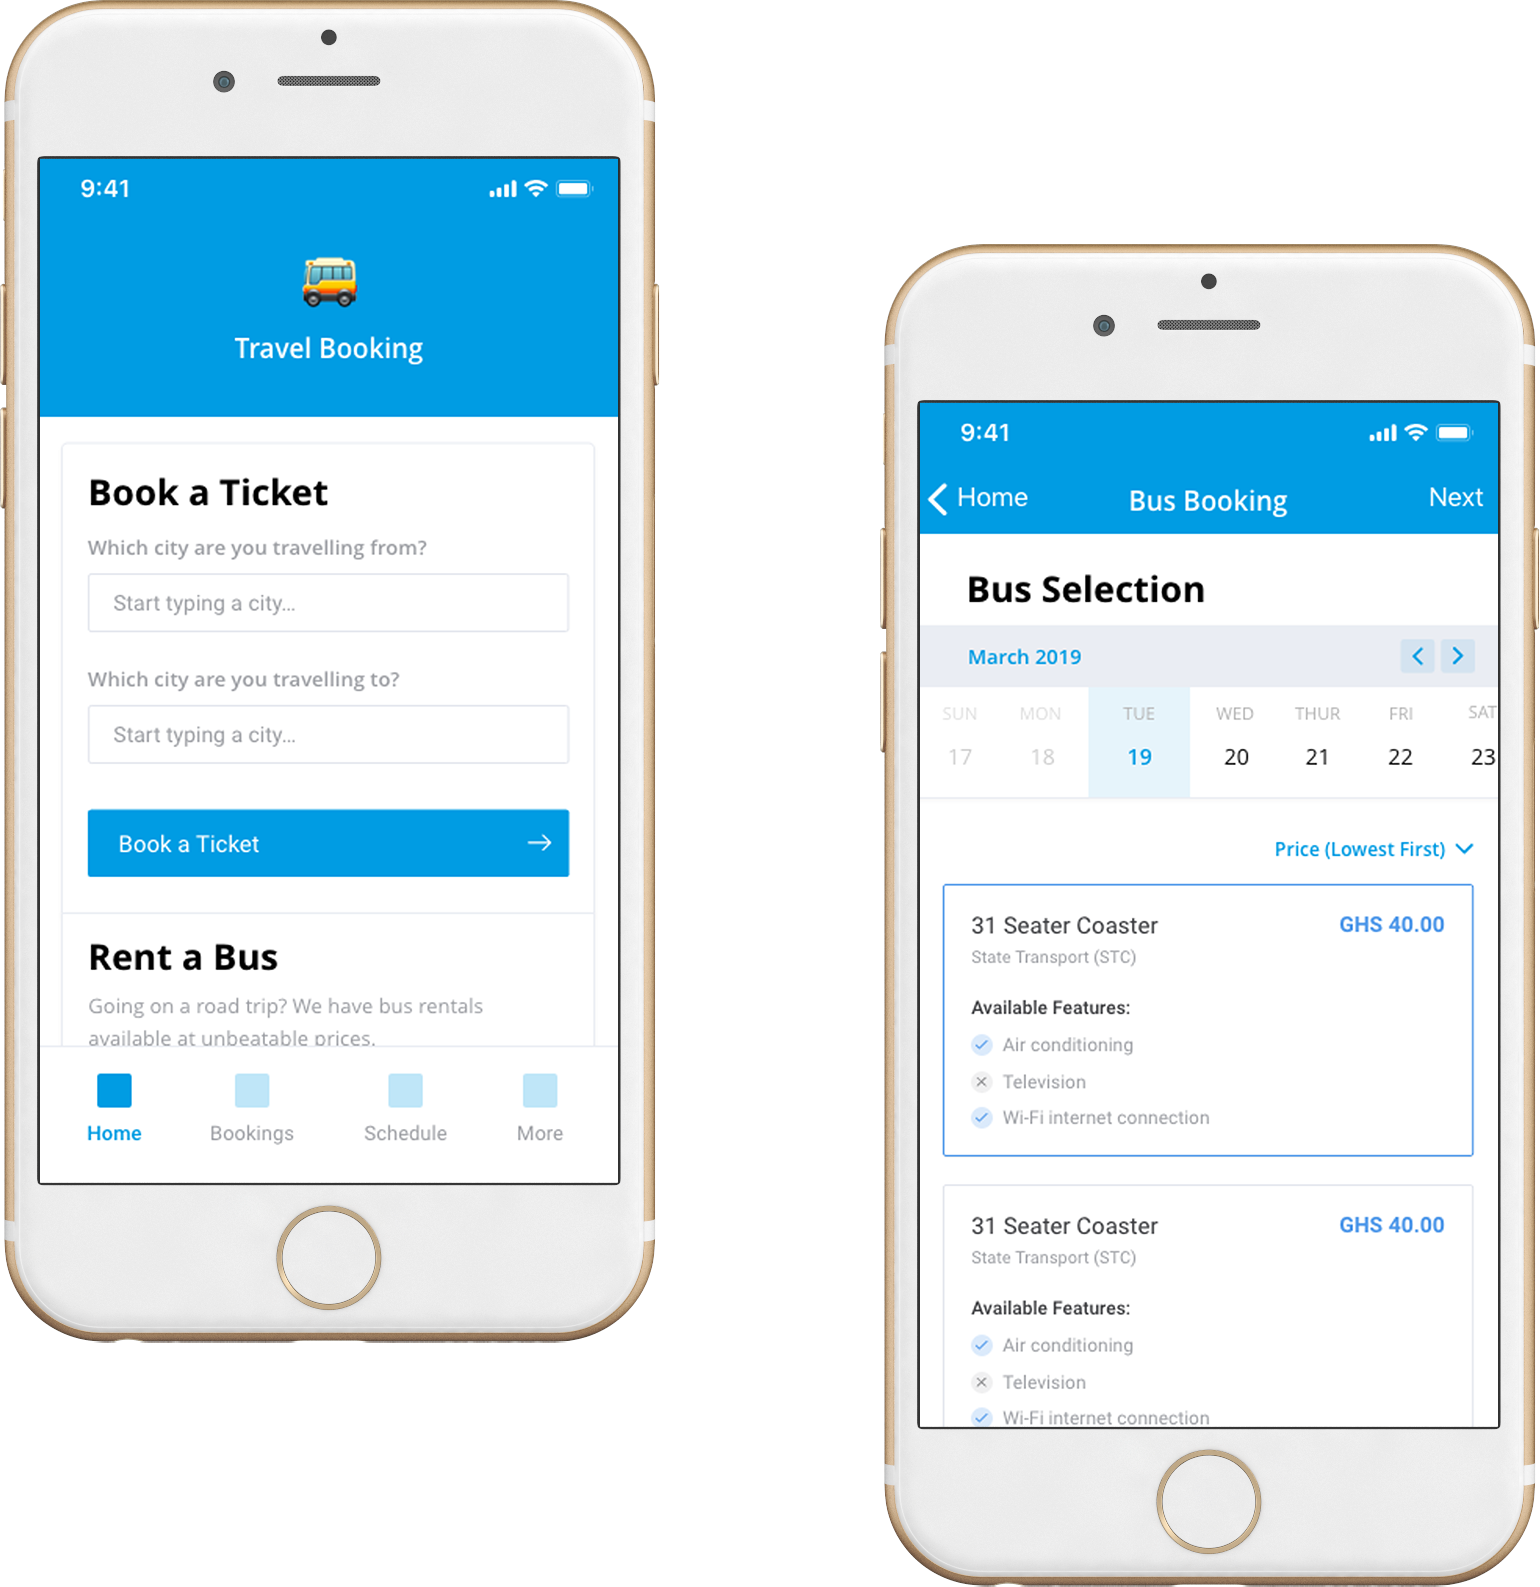 9:41
Travel Booking
Book a Ticket
Which city are you travelling from?
Start typing a city...
Which city are you travelling to?
Start typing a city...
Book a Ticket
Rent a Bus
Going on a road trip? We have bus rentals
available at unbeatable prices.
Home Bookings Schedule More
9:41
Home Bus Booking Next
Bus Selection
March 2019
SUN MON TUE WED THUR FRI SAT
17 18 19 20 21 22 23
Price (Lowest First)
31 Seater Coaster GHS 40.00
State Transport (STC)
Available Features:
Air conditioning
Television
Wi-Fi internet connection
31 Seater Coaster GHS 40.00
State Transport (STC)
Available Features:
Air conditioning
Television
Wi-Fi internet connection